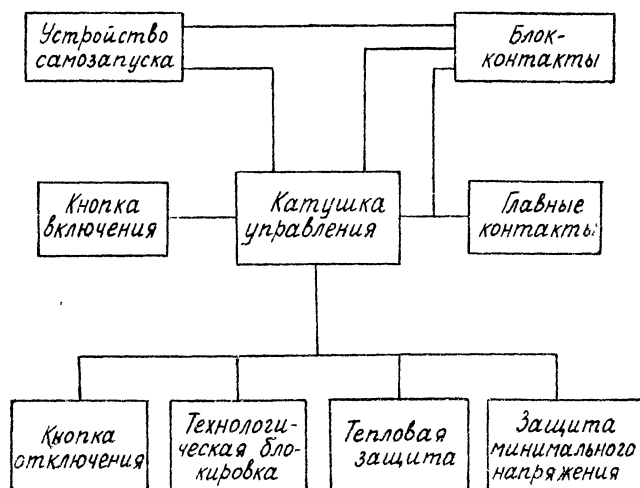 Устройство
самозапуска
Блок-
контакты
Кнопка
включения
Катушка
управления
Главные
контакты
Кнопка
отключения
Технологи-
ческая бло-
кировка
Тепловая
защита
Защита
минимального
напряжения